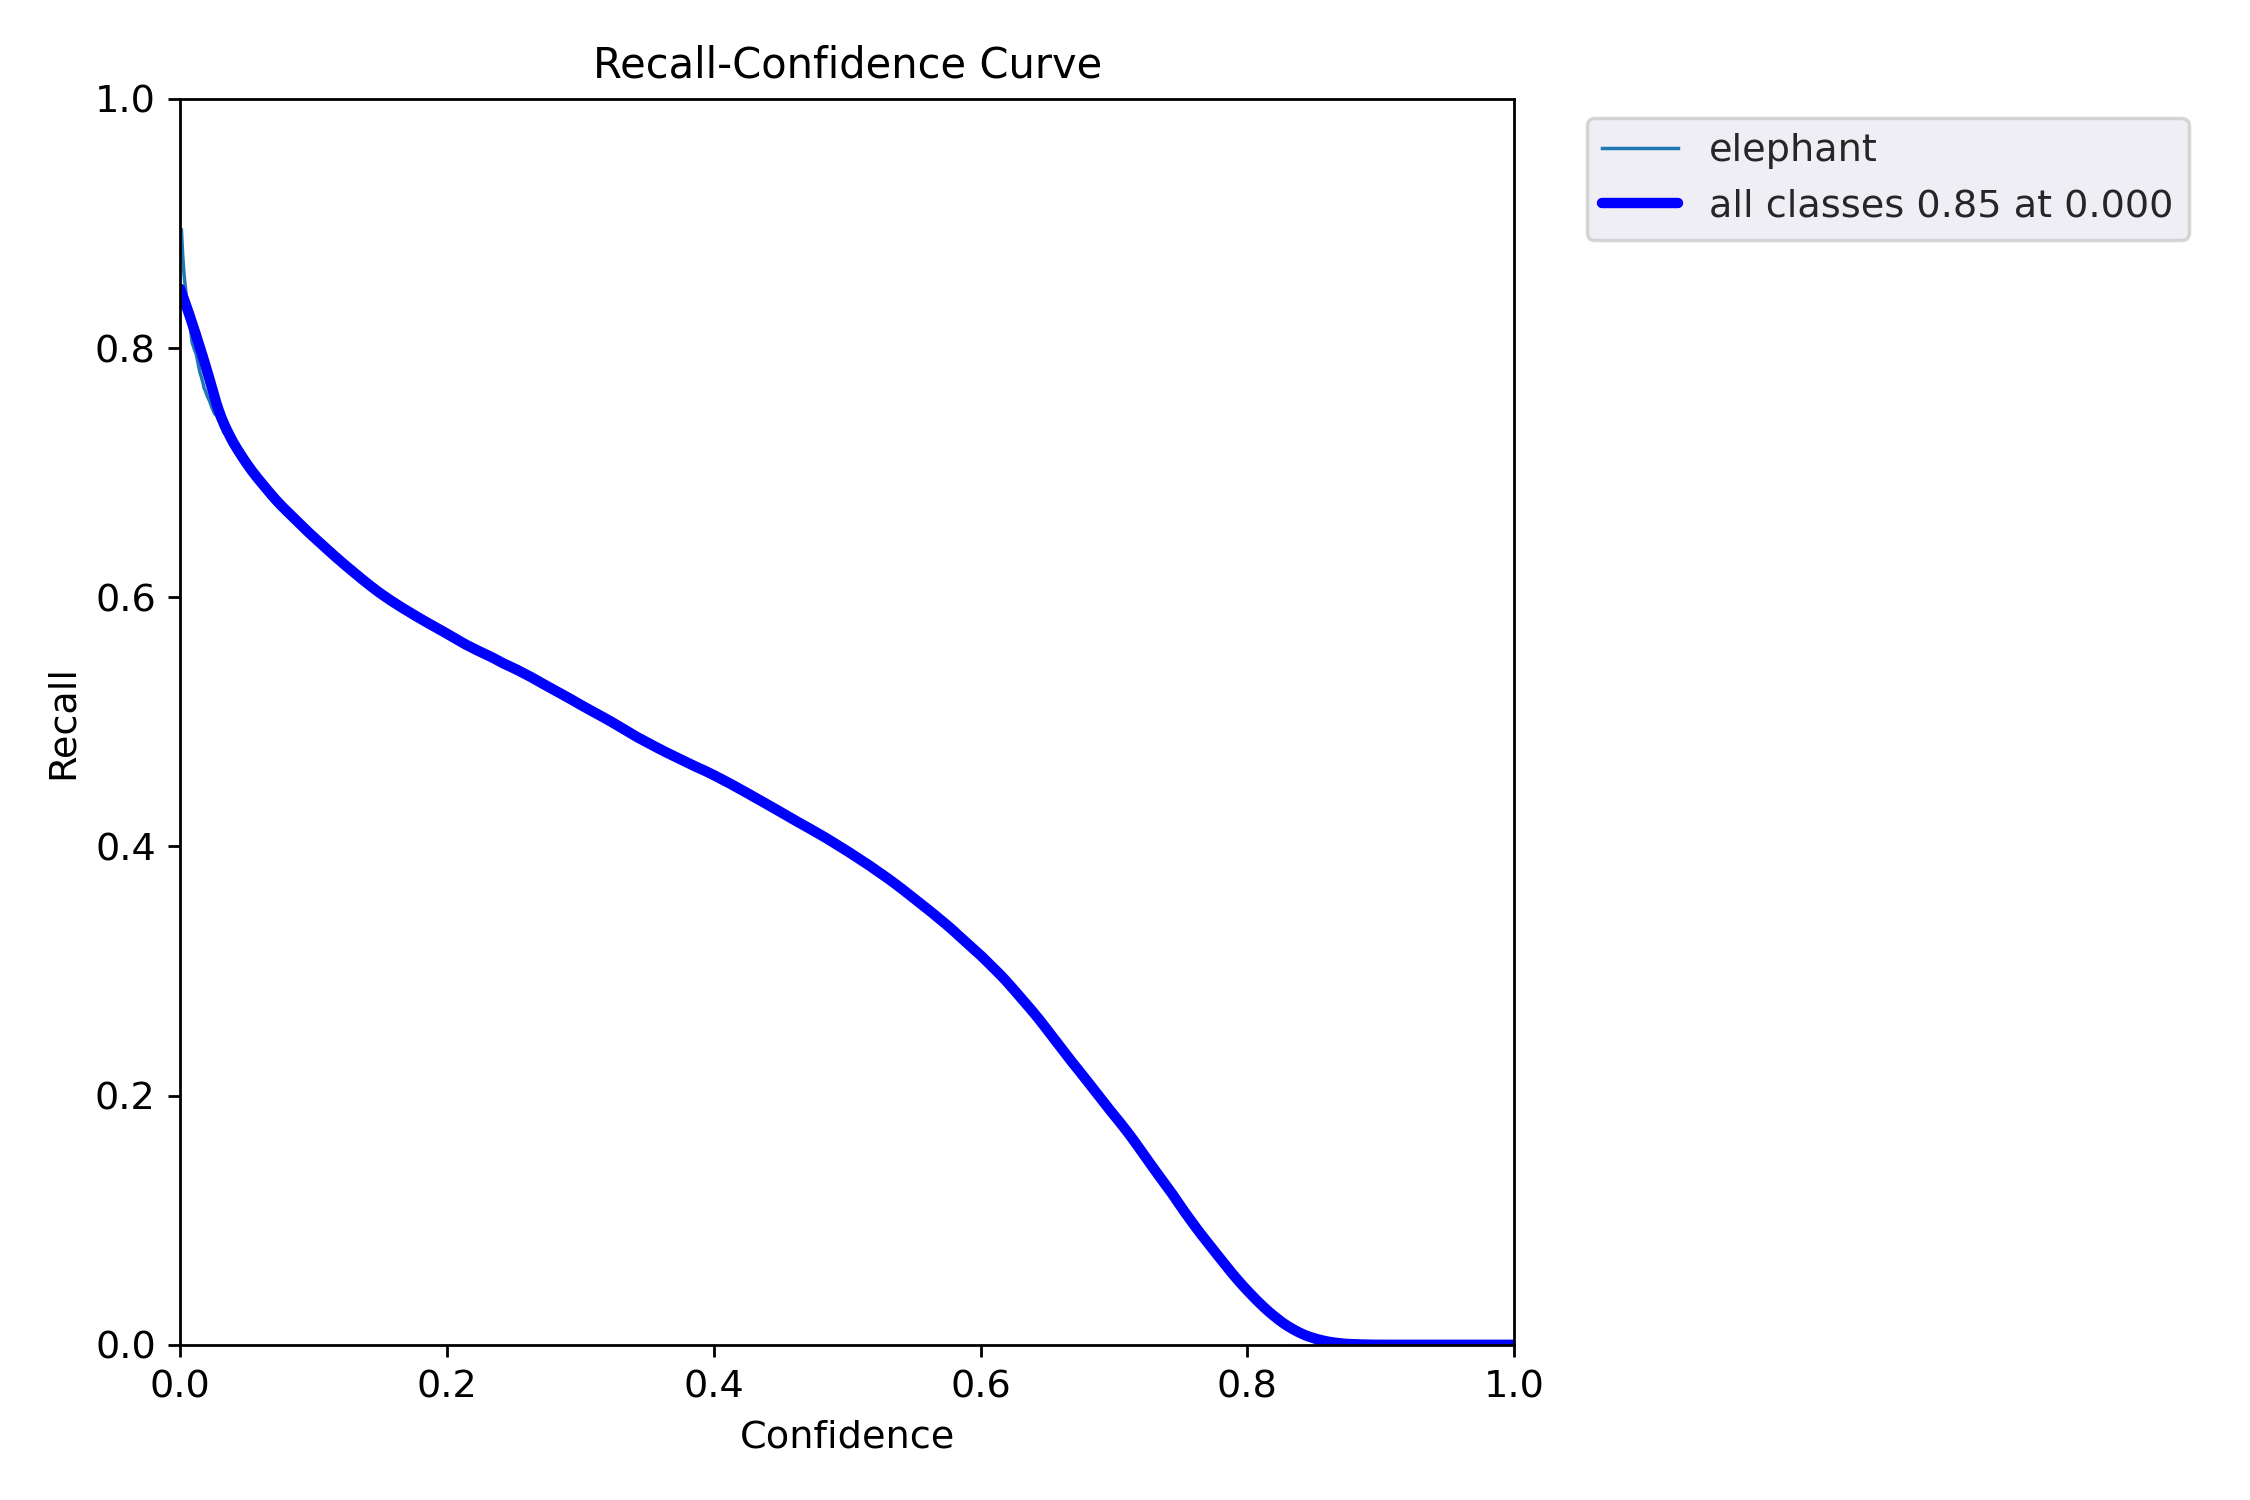 Recall-Confidence Curve
1.0
0.8
0.6
0.4
0.2
0.0
Recall
0.0 0.2 0.4 0.6 0.8 1.0
Confidence
elephant
all classes 0.85 at 0.000